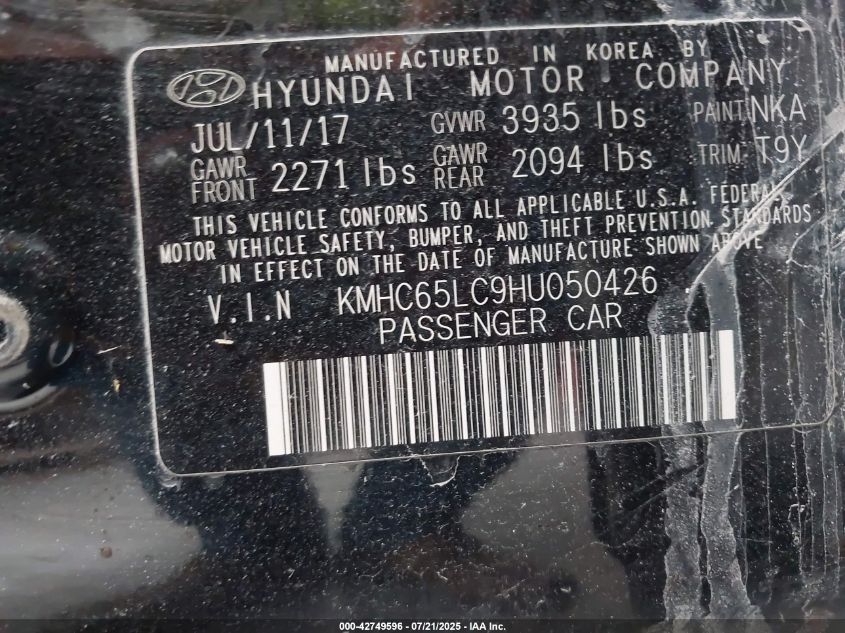 MANUFACTURED IN KOREA BY
HYUNDAI MOTOR COMPANY
JUL/11/17 GVWR 3935 lbs PAINT:NKA
GAWR FRONT 2271 lbs GAWR REAR 2094 lbs TRIM: T9Y
THIS VEHICLE CONFORMS TO ALL APPLICABLE U.S.A. FEDERAL
MOTOR VEHICLE SAFETY, BUMPER, AND THEFT PREVENTION STANDARDS
IN EFFECT ON THE DATE OF MANUFACTURE SHOWN ABOVE
V.I.N KMHC65LC9HU050426
PASSENGER CAR
000-42749596 - 07/21/2025 - IAA Inc.